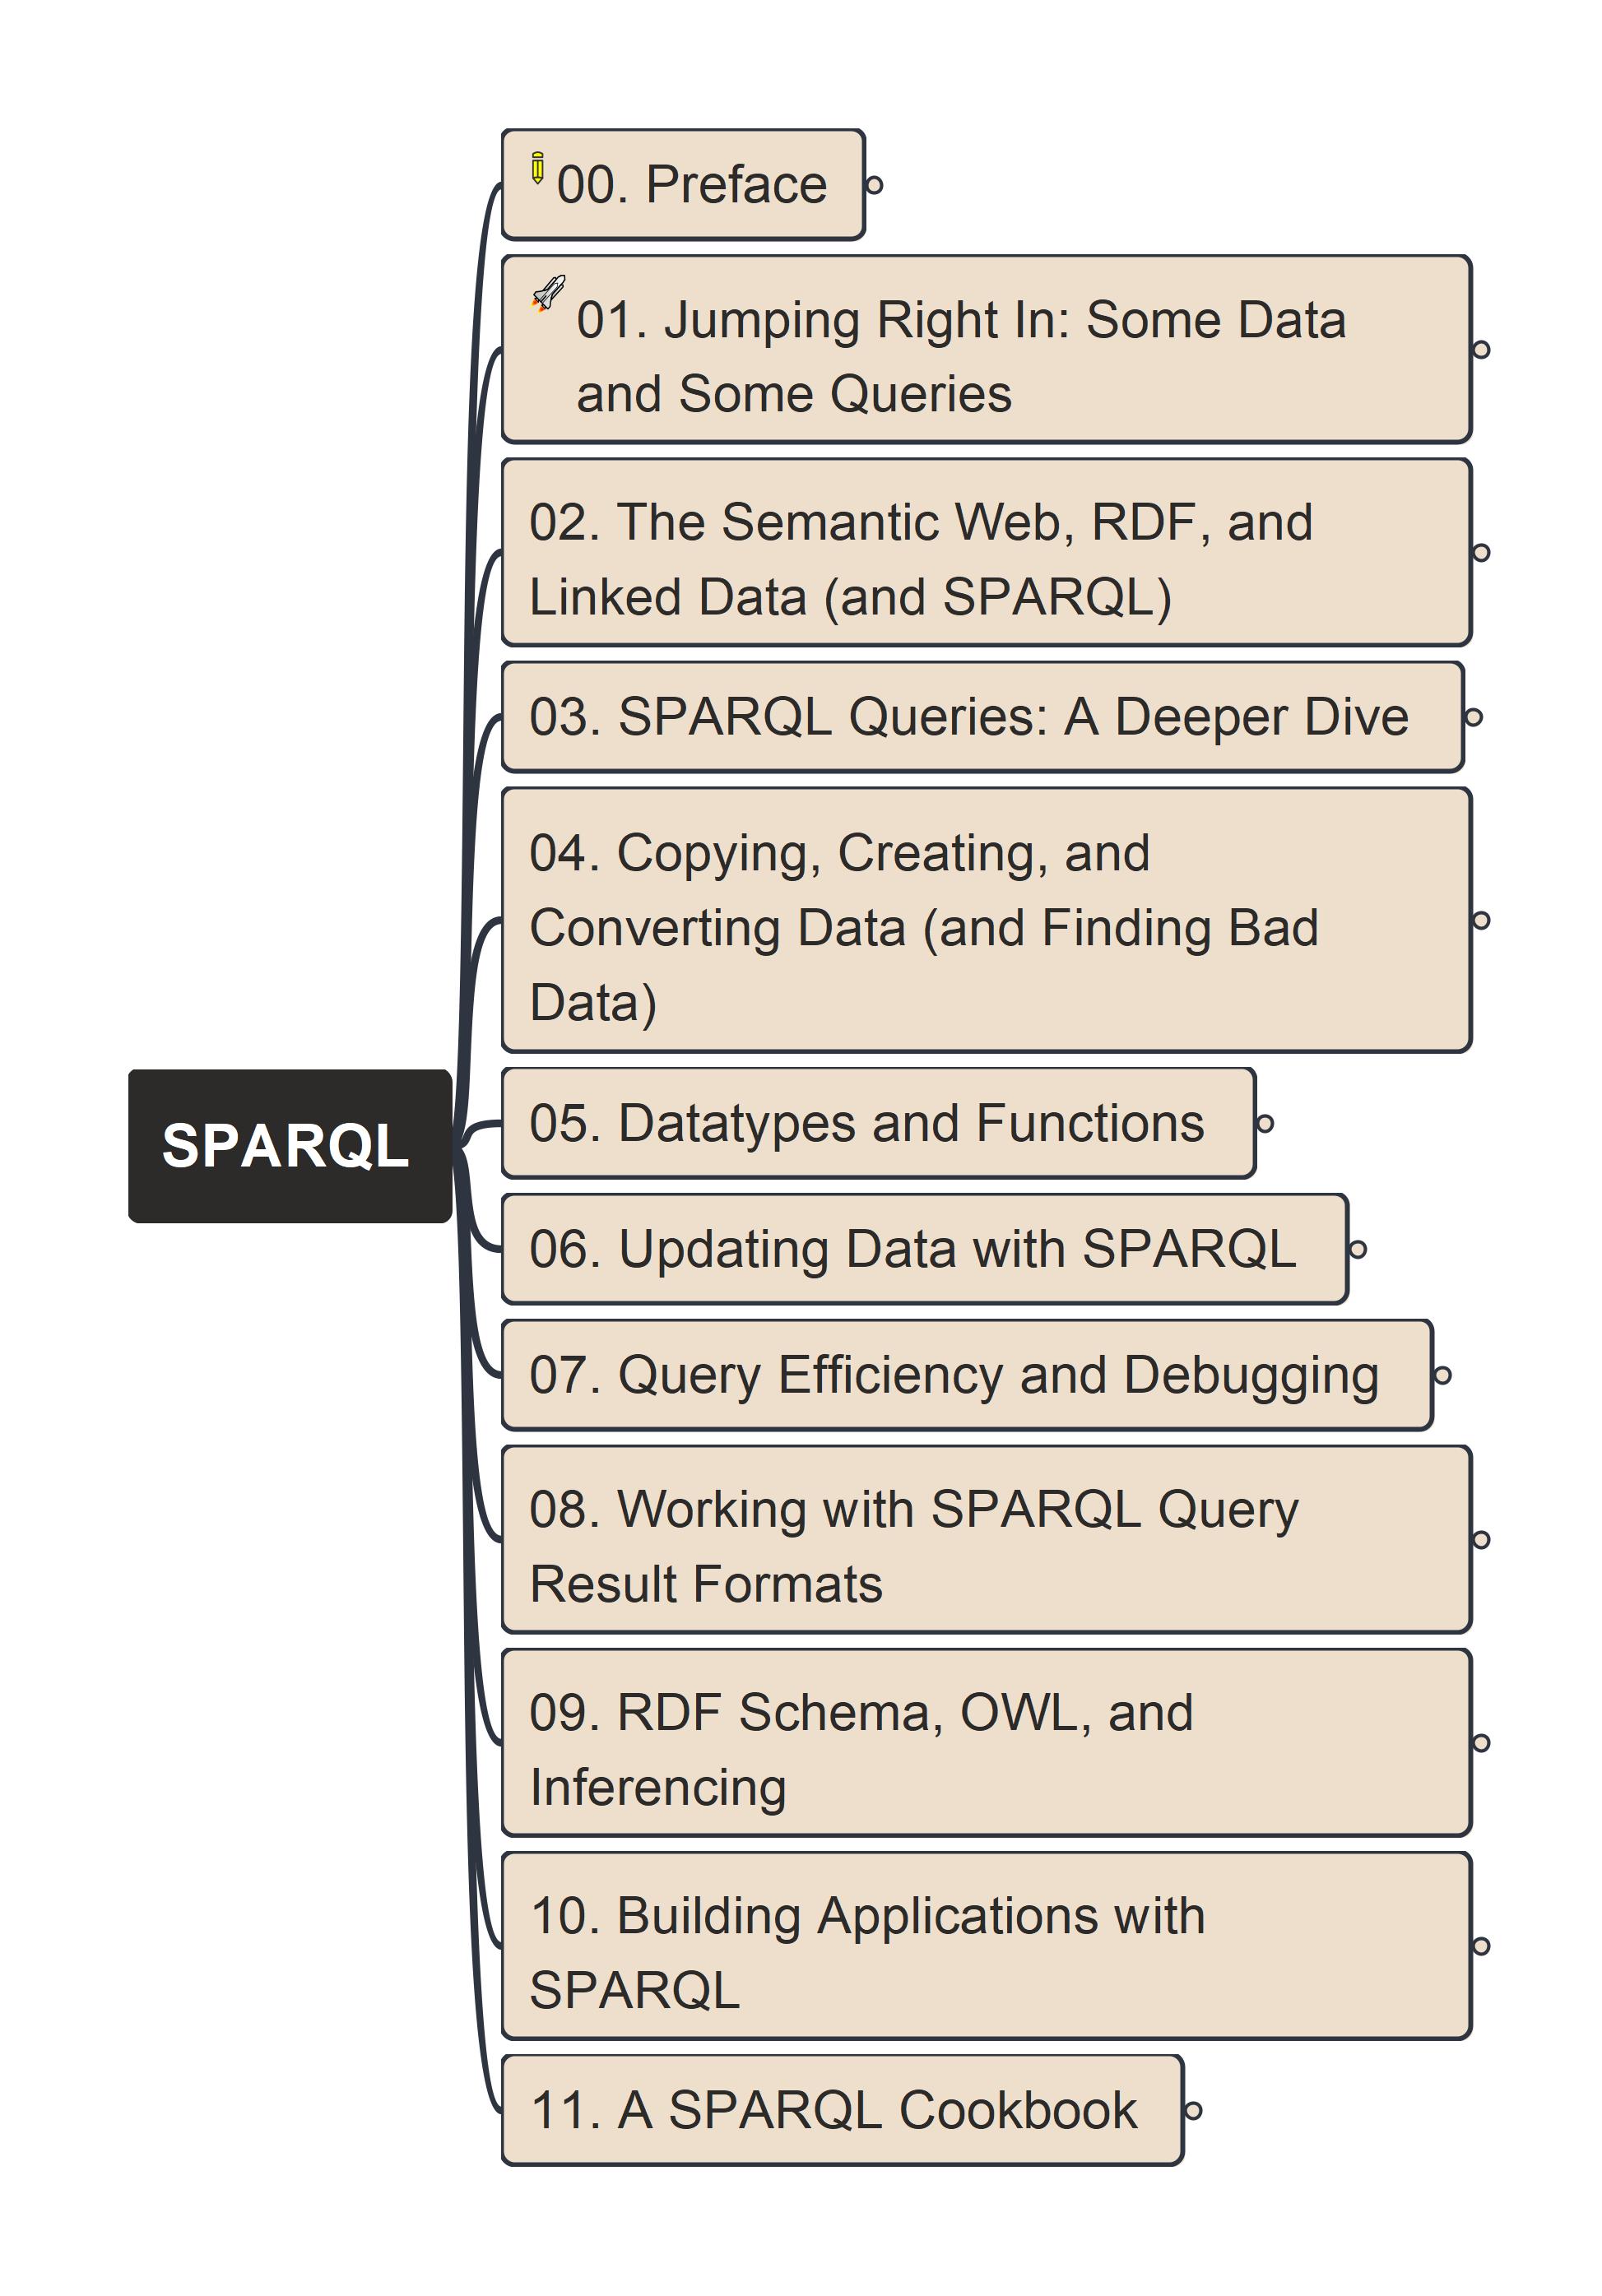 00. Preface
01. Jumping Right In: Some Data
and Some Queries
02. The Semantic Web, RDF, and
Linked Data (and SPARQL)
03. SPARQL Queries: A Deeper Dive
04. Copying, Creating, and
Converting Data (and Finding Bad
Data)
SPARQL
05. Datatypes and Functions
06. Updating Data with SPARQL
07. Query Efficiency and Debugging
08. Working with SPARQL Query
Result Formats
09. RDF Schema, OWL, and
Inferencing
10. Building Applications with
SPARQL
11. A SPARQL Cookbook